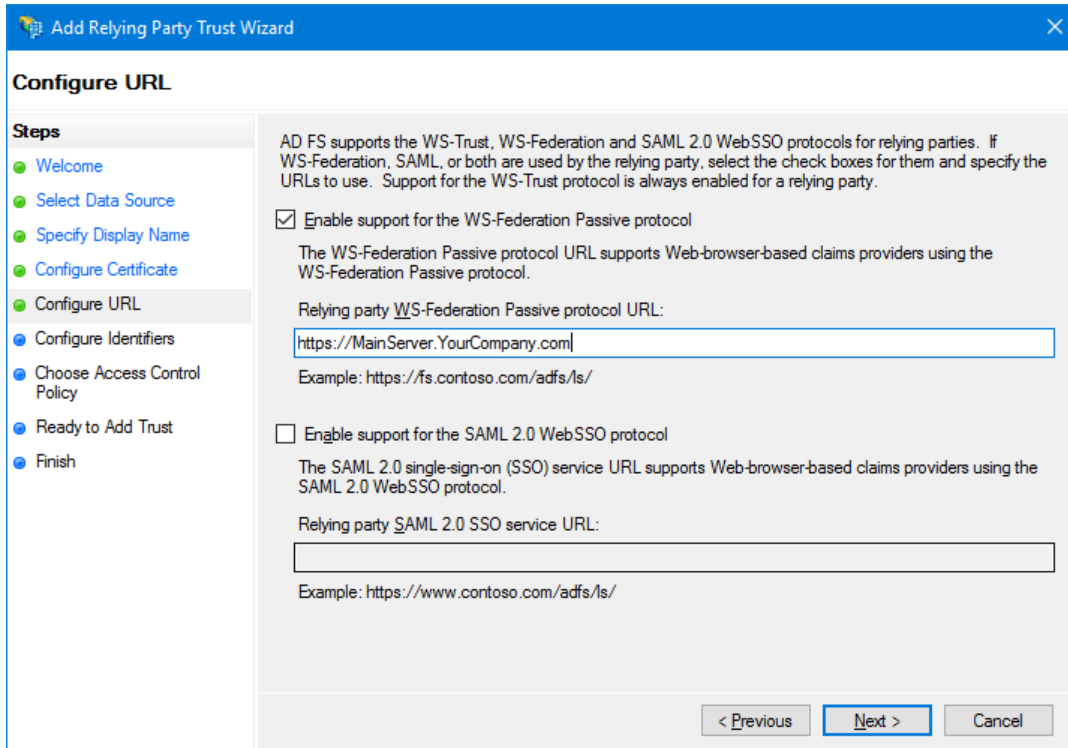 Add Relying Party Trust Wizard
Configure URL
Steps
Welcome
Select Data Source
Specify Display Name
Configure Certificate
Configure URL
Configure Identifiers
Choose Access Control
Policy
Ready to Add Trust
Finish
AD FS supports the WS-Trust, WS-Federation and SAML 2.0 WebSSO protocols for relying parties. If
WS-Federation, SAML, or both are used by the relying party, select the check boxes for them and specify the
URLs to use. Support for the WS-Trust protocol is always enabled for a relying party.
Enable support for the WS-Federation Passive protocol
The WS-Federation Passive protocol URL supports Web-browser-based claims providers using the
WS-Federation Passive protocol.
Relying party WS-Federation Passive protocol URL:
https://MainServer.YourCompany.com
Example: https://fs.contoso.com/adfs/ls/
Enable support for the SAML 2.0 WebSSO protocol
The SAML 2.0 single-sign-on (SSO) service URL supports Web-browser-based claims providers using the
SAML 2.0 WebSSO protocol.
Relying party SAML 2.0 SSO service URL:
Example: https://www.contoso.com/adfs/ls/
< Previous
Next >
Cancel